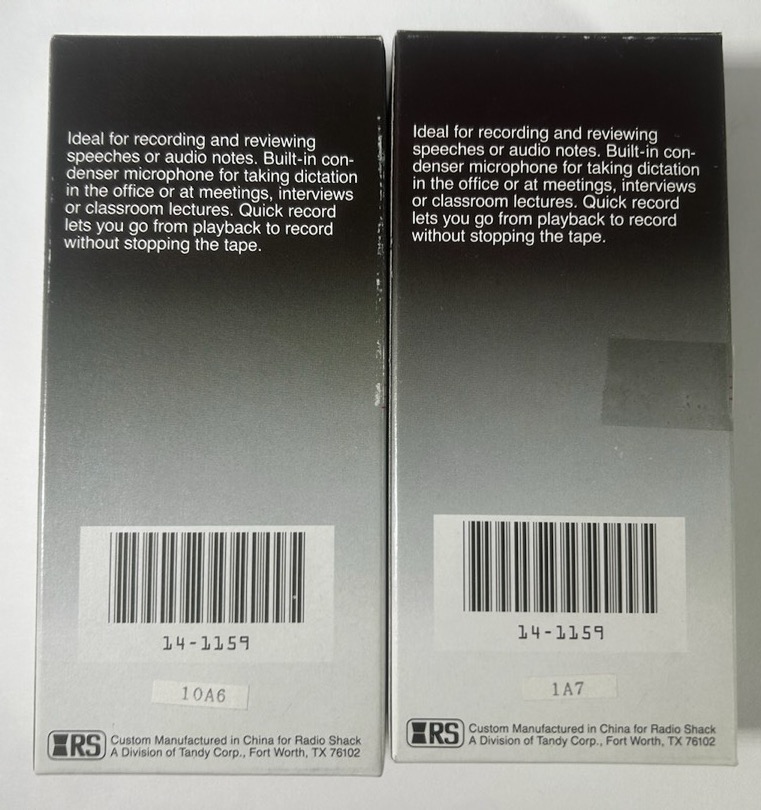 Ideal for recording and reviewing
speeches or audio notes. Built-in con-
denser microphone for taking dictation
in the office or at meetings, interviews
or classroom lectures. Quick record
lets you go from playback to record
without stopping the tape.
14-1159
10A6
RS
Custom Manufactured in China for Radio Shack
A Division of Tandy Corp., Fort Worth, TX 76102
Ideal for recording and reviewing
speeches or audio notes. Built-in con-
denser microphone for taking dictation
in the office or at meetings, interviews
or classroom lectures. Quick record
lets you go from playback to record
without stopping the tape.
14-1159
1A7
RS
Custom Manufactured in China for Radio Shack
A Division of Tandy Corp., Fort Worth, TX 76102